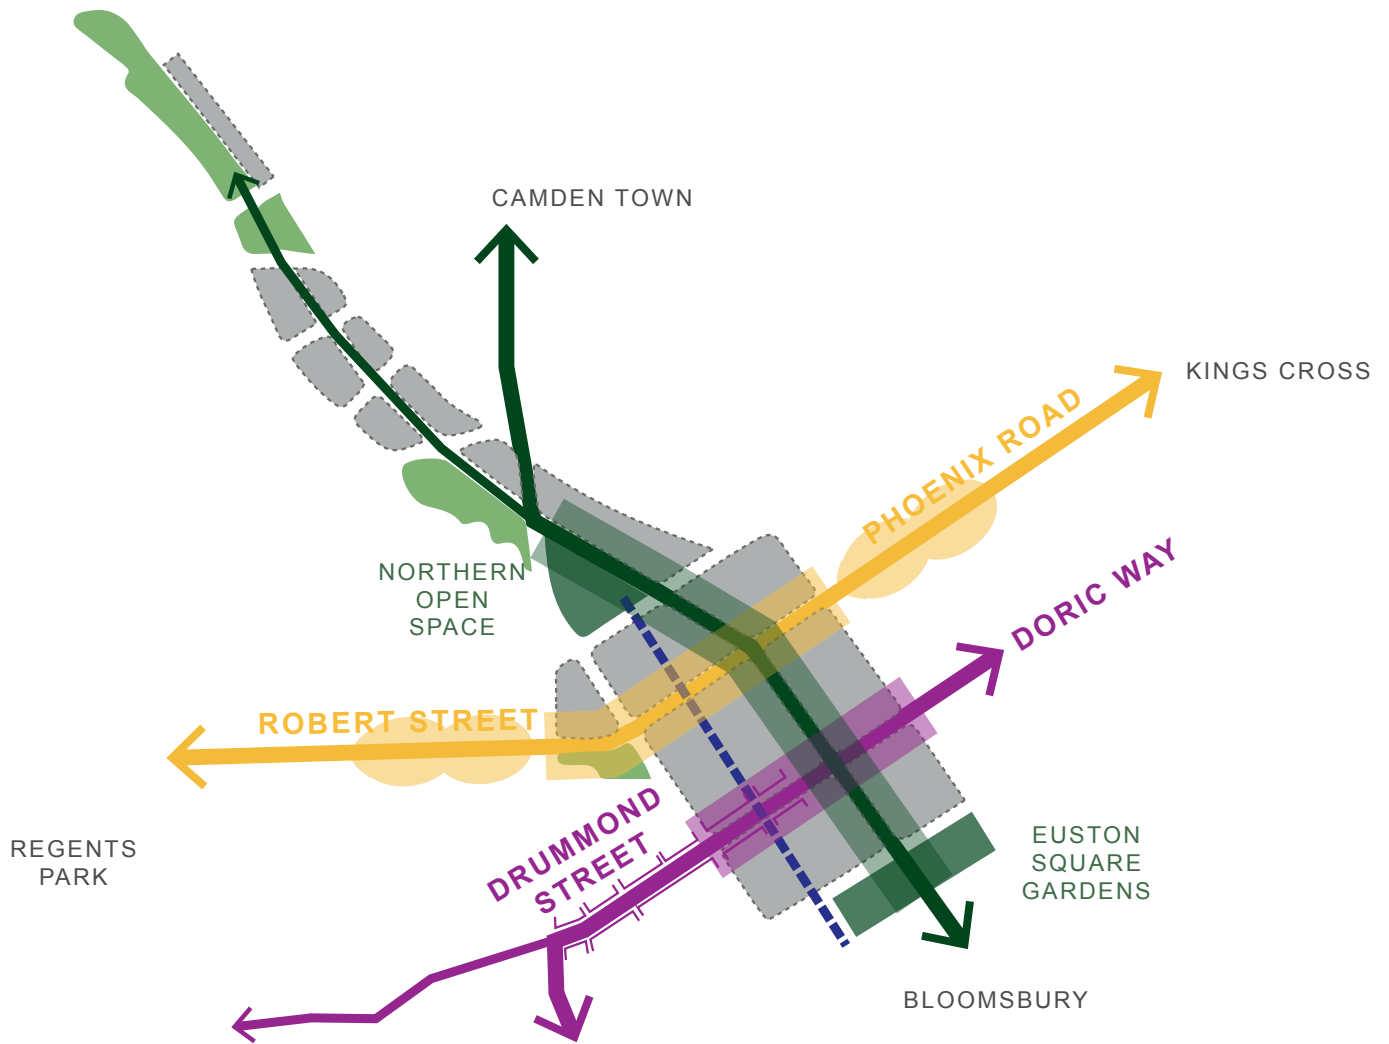 CAMDEN TOWN
KINGS CROSS
PHOENIX ROAD
DORIC WAY
NORTHERN
OPEN
SPACE
ROBERT STREET
REGENTS
PARK
DRUMMOND
STREET
EUSTON
SQUARE
GARDENS
BLOOMSBURY